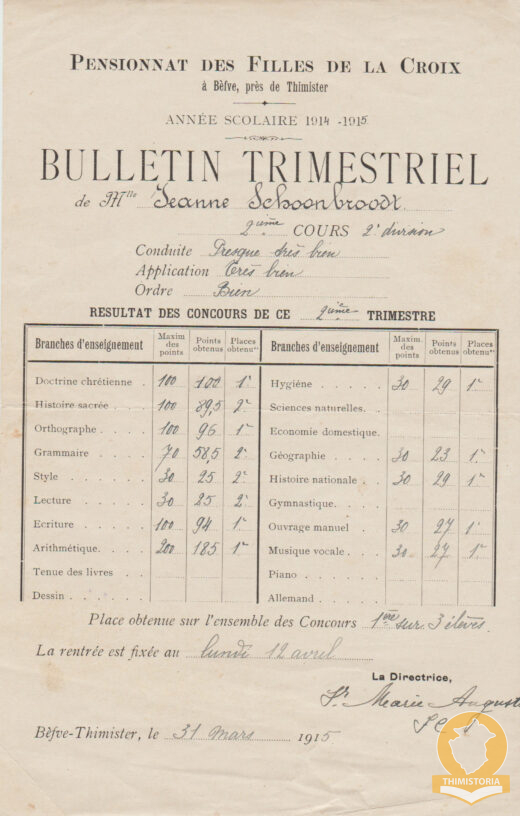 PENSIONNAT DES FILLES DE LA CROIX
à Bèfve, près de Thimister
ANNÉE SCOLAIRE 1914 -1915
BULLETIN TRIMESTRIEL
de Mlle Jeanne Schoonbroodt
2ième COURS 2e division
Conduite Presque très bien
Application Très bien
Ordre Bien
RESULTAT DES CONCOURS DE CE 2ième TRIMESTRE
Branches d'enseignement Maxim des points Points obtenus Places obtenues
Doctrine chrétienne . 100 100 1e
Histoire sacrée . . . 100 89,5 2e
Orthographe . . . . 100 96 1e
Grammaire . . . . 70 58,5 2e
Style . . . . . . 30 25 2e
Lecture . . . . . 30 25 2e
Ecriture . . . . . 100 94 1e
Arithmétique. . . . 200 185 1e
Tenue des livres . . .
Dessin . . . . . .
Branches d'enseignement Maxim. des points Points obtenus Places obtenues
Hygiéne . . . . . 30 29 1e
Sciences naturelles. . .
Economie domestique.
Géographie . . . . 30 23 1e
Histoire nationale . . . 30 29 1e
Gymnastique. . . . .
Ouvrage manuel . . 30 27 1e
Musique vocale . . . 30 27 1e
Piano . . . . . .
Allemand . . . . .
Place obtenue sur l'ensemble des Concours 1ère sur 3 élèves.
La rentrée est fixée au lundi 12 avril
La Directrice,
Sr Marie Auguste
Bèfve-Thimister, le 31 mars 1915
THIMISTORIA